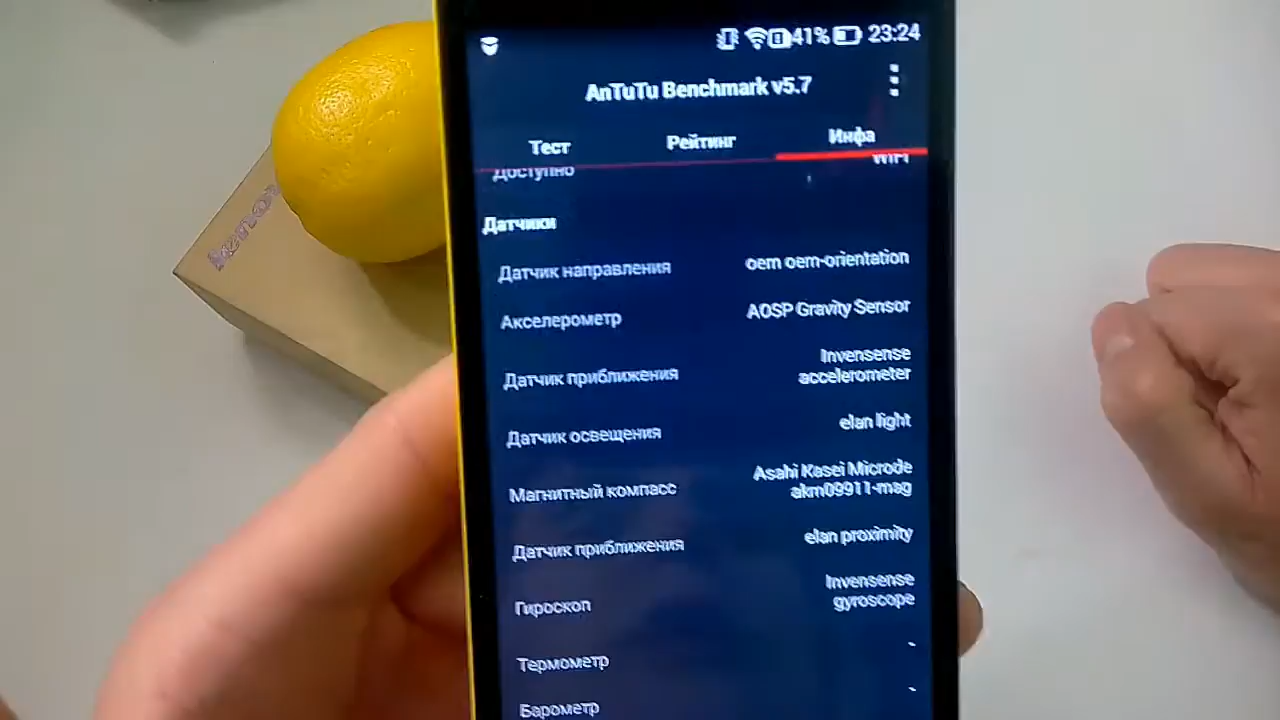 41% 23:24
AnTuTu Benchmark v5.7
Тест Рейтинг Инфа
Доступно WIFI
Датчики
Датчик направления oem oem-orientation
Акселерометр AOSP Gravity Sensor
Датчик приближения Invensense
accelerometer
Датчик освещения elan light
Магнитный компасс Asahi Kasei Microde
akm09911-mag
Датчик приближения elan proximity
Гироскоп Invensense
gyroscope
Термометр -
Барометр -
lenovo